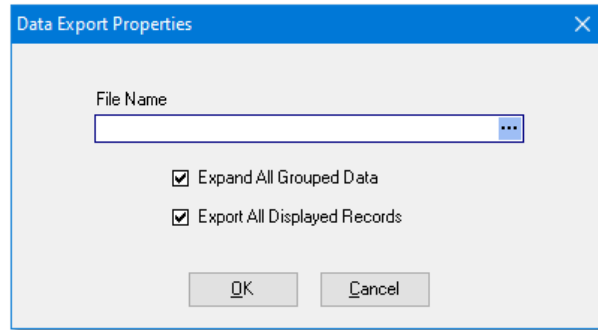 Data Export Properties
File Name
...
Expand All Grouped Data
Export All Displayed Records
OK
Cancel